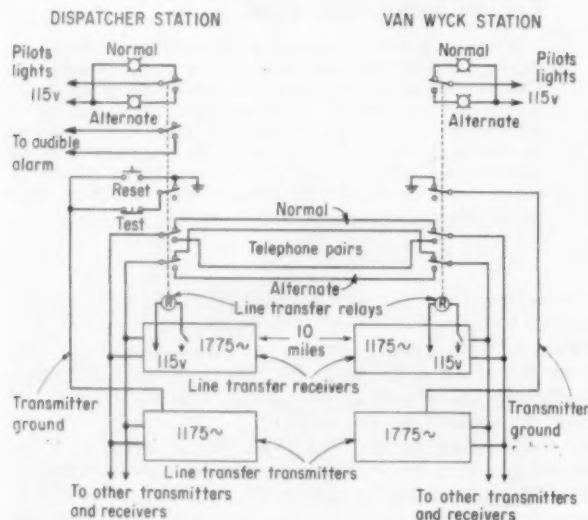 DISPATCHER STATION
VAN WYCK STATION
Normal
Pilots
lights
115v
Alternate
To audible
alarm
Normal
Pilots
lights
115v
Alternate
Reset
Test
Normal
Telephone pairs
Alternate
R
Line transfer relays
R
1775~
115v
10
miles
1175~
115v
Line transfer receivers
Transmitter
ground
1175~
1775~
Transmitter
ground
Line transfer transmitters
To other transmitters
and receivers
To other transmitters
and receivers